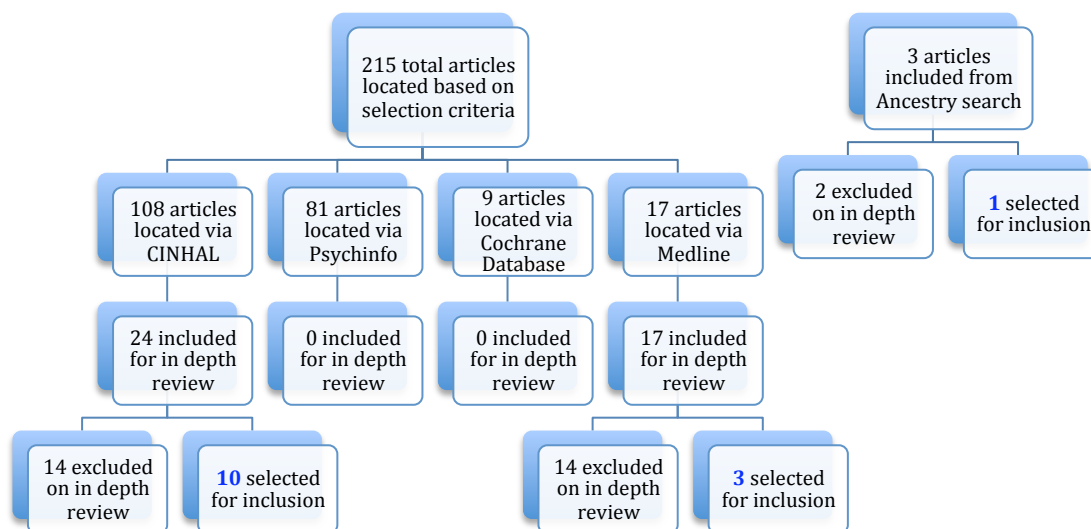 215 total articles
located based on
selection criteria
3 articles
included from
Ancestry search
108 articles
located via
CINHAL
81 articles
located via
Psychinfo
9 articles
located via
Cochrane
Database
17 articles
located via
Medline
2 excluded
on in depth
review
1 selected
for inclusion
24 included
for in depth
review
0 included
for in depth
review
0 included
for in depth
review
17 included
for in depth
review
14 excluded
on in depth
review
10 selected
for inclusion
14 excluded
on in depth
review
3 selected
for inclusion